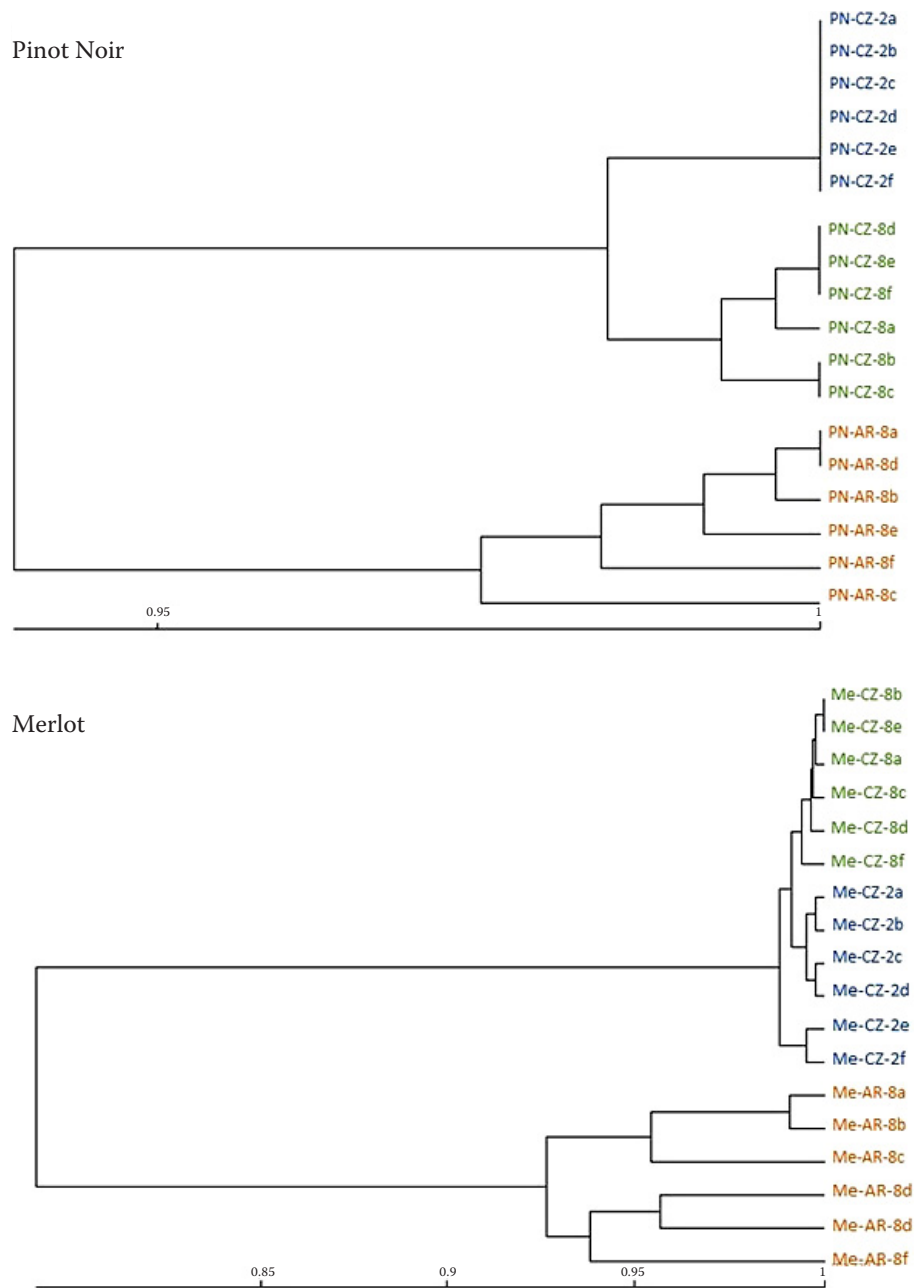 Pinot Noir
PN-CZ-2a
PN-CZ-2b
PN-CZ-2c
PN-CZ-2d
PN-CZ-2e
PN-CZ-2f
PN-CZ-8d
PN-CZ-8e
PN-CZ-8f
PN-CZ-8a
PN-CZ-8b
PN-CZ-8c
PN-AR-8a
PN-AR-8d
PN-AR-8b
PN-AR-8e
PN-AR-8f
PN-AR-8c
0.95 1
Merlot
Me-CZ-8b
Me-CZ-8e
Me-CZ-8a
Me-CZ-8c
Me-CZ-8d
Me-CZ-8f
Me-CZ-2a
Me-CZ-2b
Me-CZ-2c
Me-CZ-2d
Me-CZ-2e
Me-CZ-2f
Me-AR-8a
Me-AR-8b
Me-AR-8c
Me-AR-8d
Me-AR-8d
Me-AR-8f
0.85 0.9 0.95 1